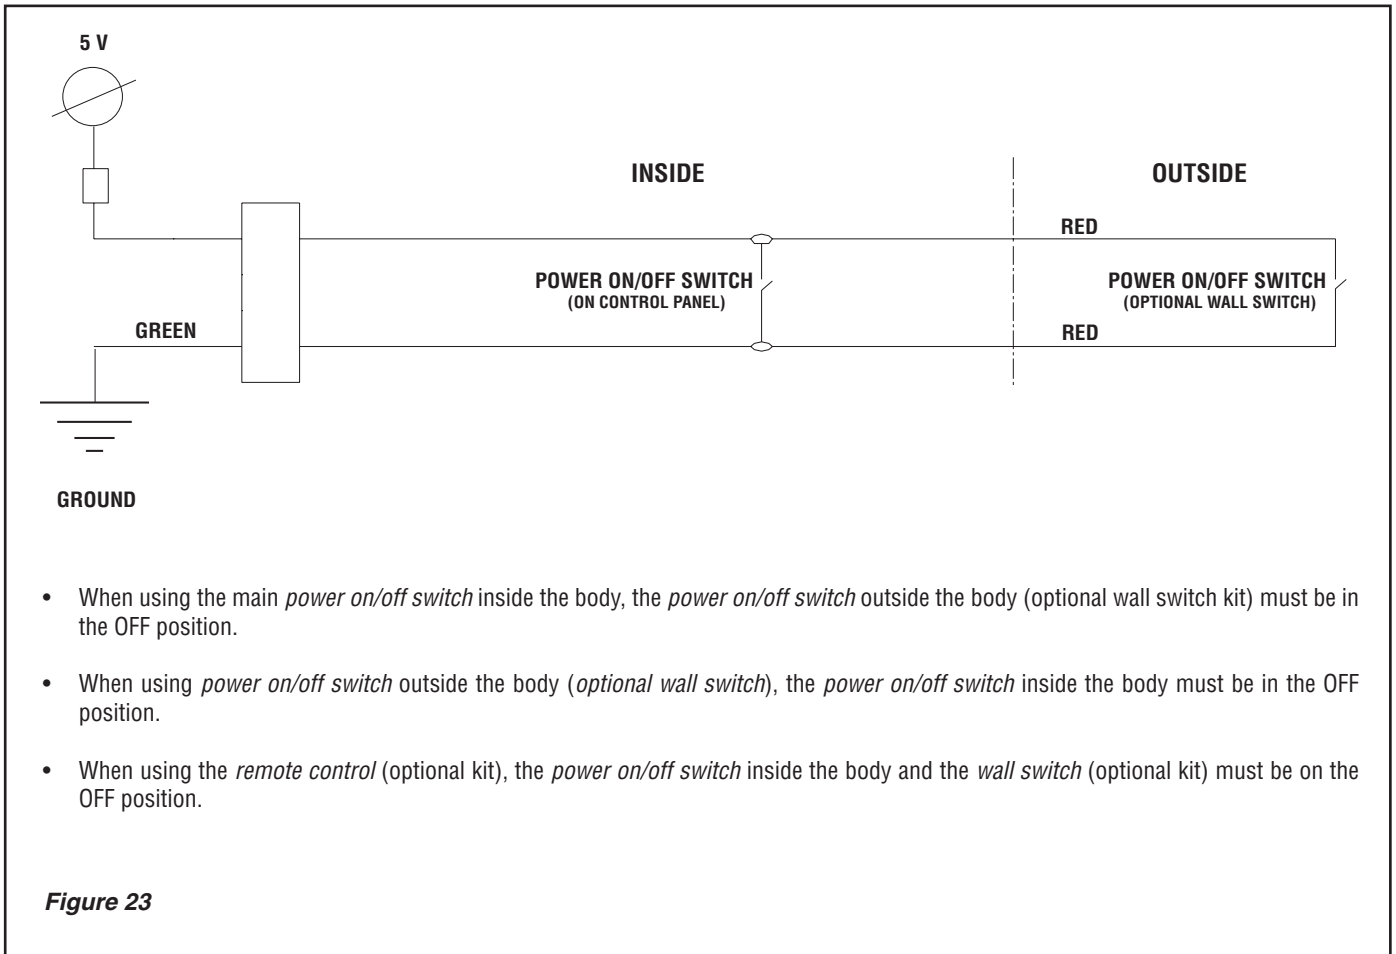 5 V
INSIDE
OUTSIDE
RED
POWER ON/OFF SWITCH
(ON CONTROL PANEL)
POWER ON/OFF SWITCH
(OPTIONAL WALL SWITCH)
GREEN
RED
GROUND
• When using the main power on/off switch inside the body, the power on/off switch outside the body (optional wall switch kit) must be in
the OFF position.
• When using power on/off switch outside the body (optional wall switch), the power on/off switch inside the body must be in the OFF
position.
• When using the remote control (optional kit), the power on/off switch inside the body and the wall switch (optional kit) must be on the
OFF position.
Figure 23